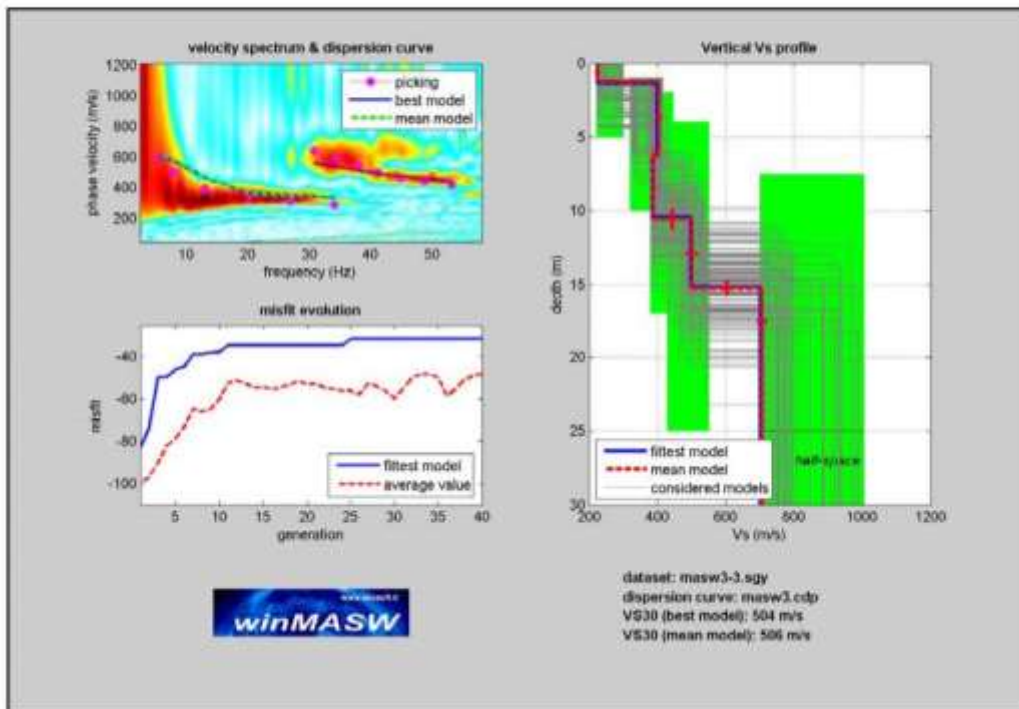 velocity spectrum & dispersion curve
1200
1000
800
600
400
200
phase velocity (m/s)
picking
best model
mean model
10
20
30
40
50
frequency (Hz)
misfit evolution
-40
-60
-80
-100
misfit
fittest model
average value
5
10
15
20
25
30
35
40
generation
Vertical Vs profile
0
5
10
15
20
25
30
depth (m)
half-space
fittest model
mean model
considered models
200
400
600
800
1000
1200
Vs (m/s)
winMASW
dataset: masw3-3.sgy
dispersion curve: masw3.cdp
VS30 (best model): 504 m/s
VS30 (mean model): 506 m/s